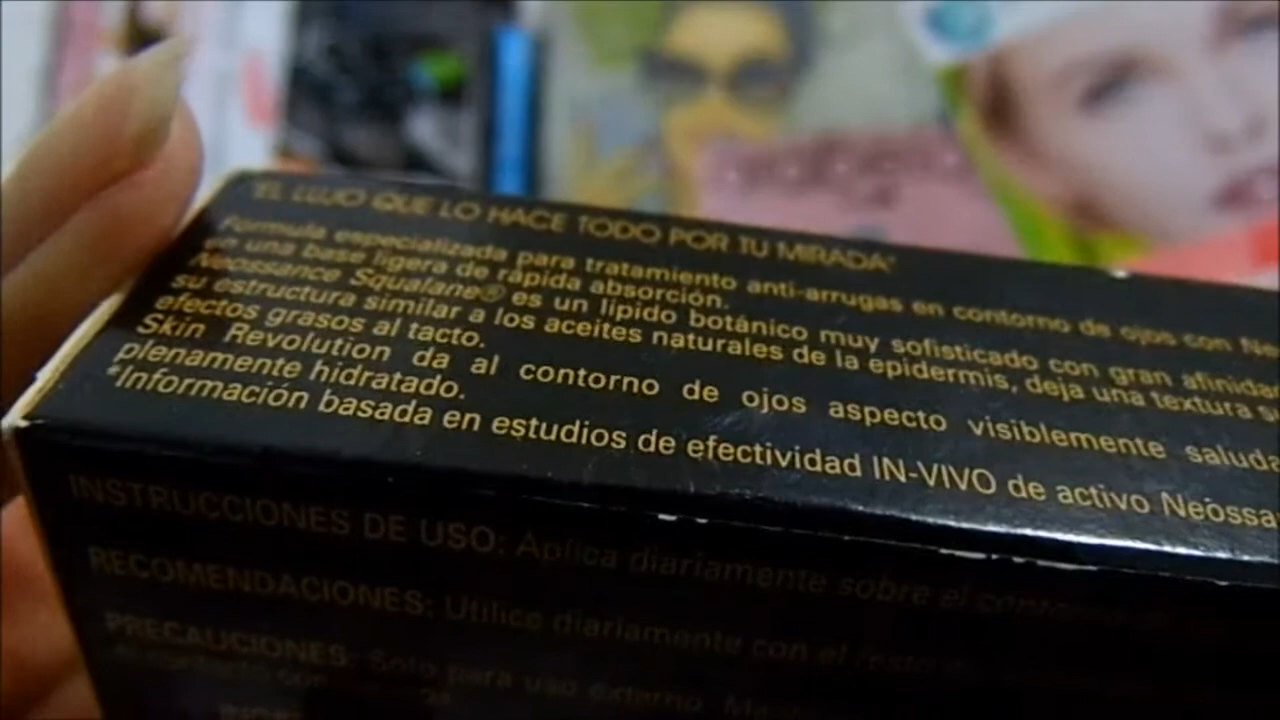 "EL LUJO QUE LO HACE TODO POR TU MIRADA"
Formula especializada para tratamiento anti-arrugas en contorno de ojos con Ne
en una base ligera de rápida absorción.
Neossance Squalane® es un lípido botánico muy sofisticado con gran afinidad
su estructura similar a los aceites naturales de la epidermis, deja una textura s
efectos grasos al tacto.
Skin Revolution da al contorno de ojos aspecto visiblemente saluda
plenamente hidratado.
*Información basada en estudios de efectividad IN-VIVO de activo Neossa
INSTRUCCIONES DE USO: Aplica diariamente sobre el contorno
RECOMENDACIONES: Utilice diariamente con el resto
PRECAUCIONES: Solo para uso externo.